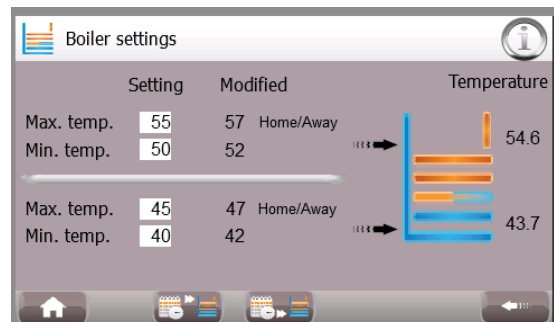 Boiler settings
i
Setting Modified Temperature
Max. temp. 55 57 Home/Away
Min. temp. 50 52
54.6
Max. temp. 45 47 Home/Away
Min. temp. 40 42
43.7